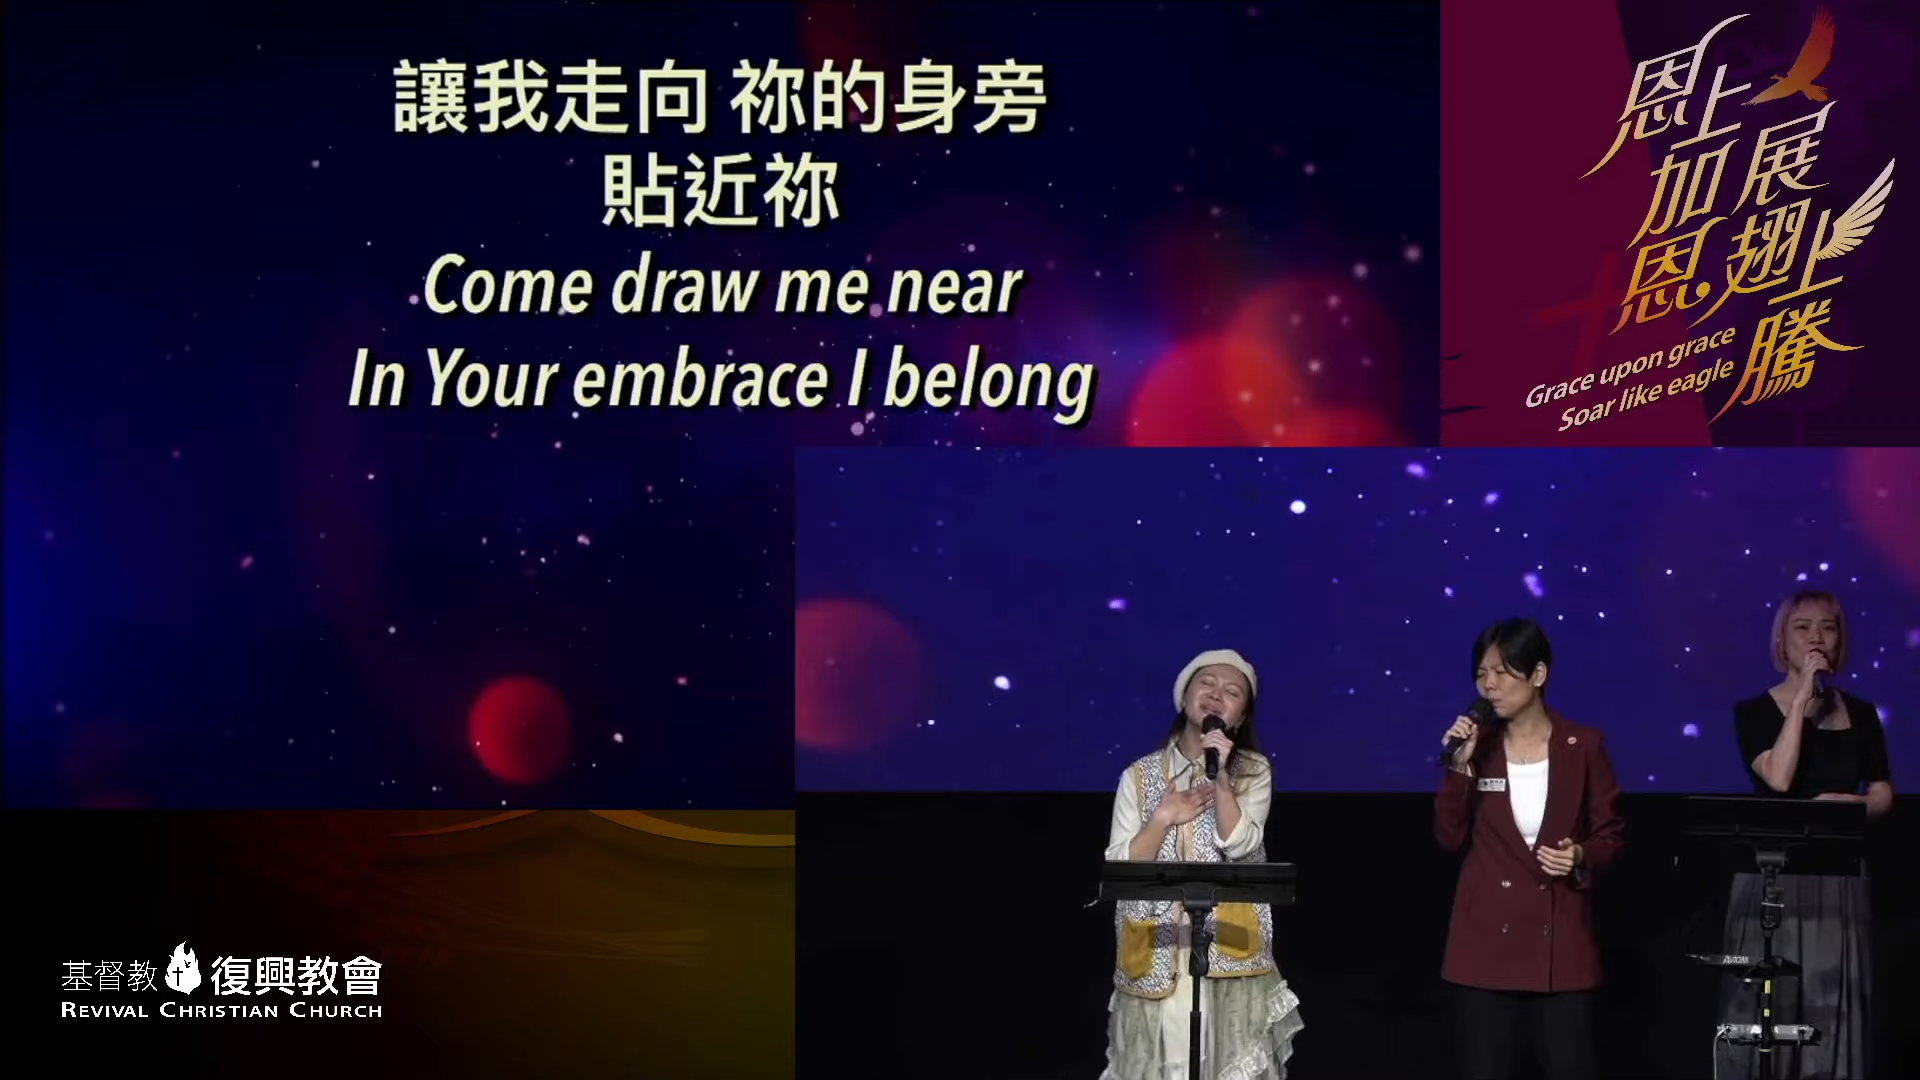 讓我走向 祢的身旁
貼近祢
Come draw me near
In Your embrace I belong
恩上加恩
展翅上騰
Grace upon grace
Soar like eagle
基督教 復興教會
REVIVAL CHRISTIAN CHURCH